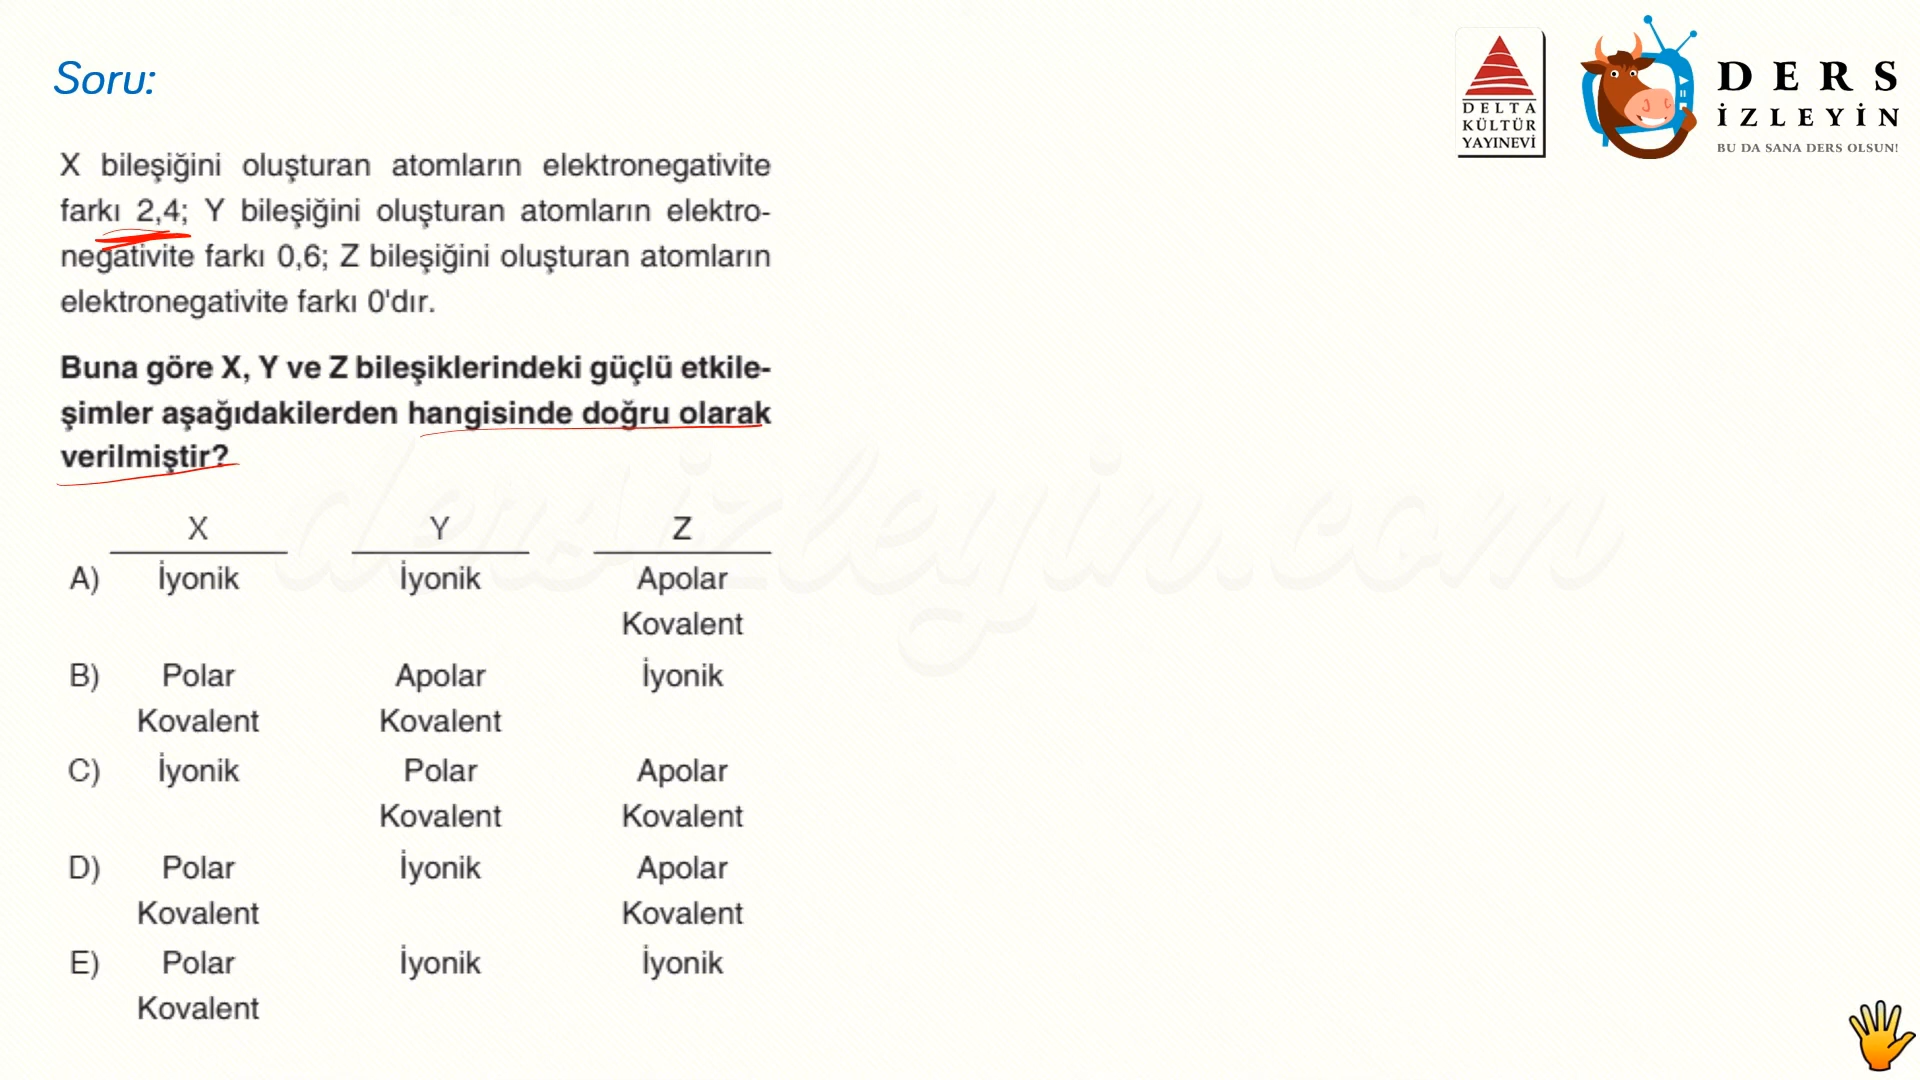 Soru:
DELTA
KÜLTÜR
YAYINEVİ
DERS
İZLEYİN
BU DA SANA DERS OLSUN!
X bileşiğini oluşturan atomların elektronegativite
farkı 2,4; Y bileşiğini oluşturan atomların elektro-
negativite farkı 0,6; Z bileşiğini oluşturan atomların
elektronegativite farkı 0'dır.
Buna göre X, Y ve Z bileşiklerindeki güçlü etkile-
şimler aşağıdakilerden hangisinde doğru olarak
verilmiştir?
dersizleyin.com
X Y Z
A) İyonik İyonik Apolar
Kovalent
B) Polar Apolar İyonik
Kovalent Kovalent
C) İyonik Polar Apolar
Kovalent Kovalent
D) Polar İyonik Apolar
Kovalent Kovalent
E) Polar İyonik İyonik
Kovalent